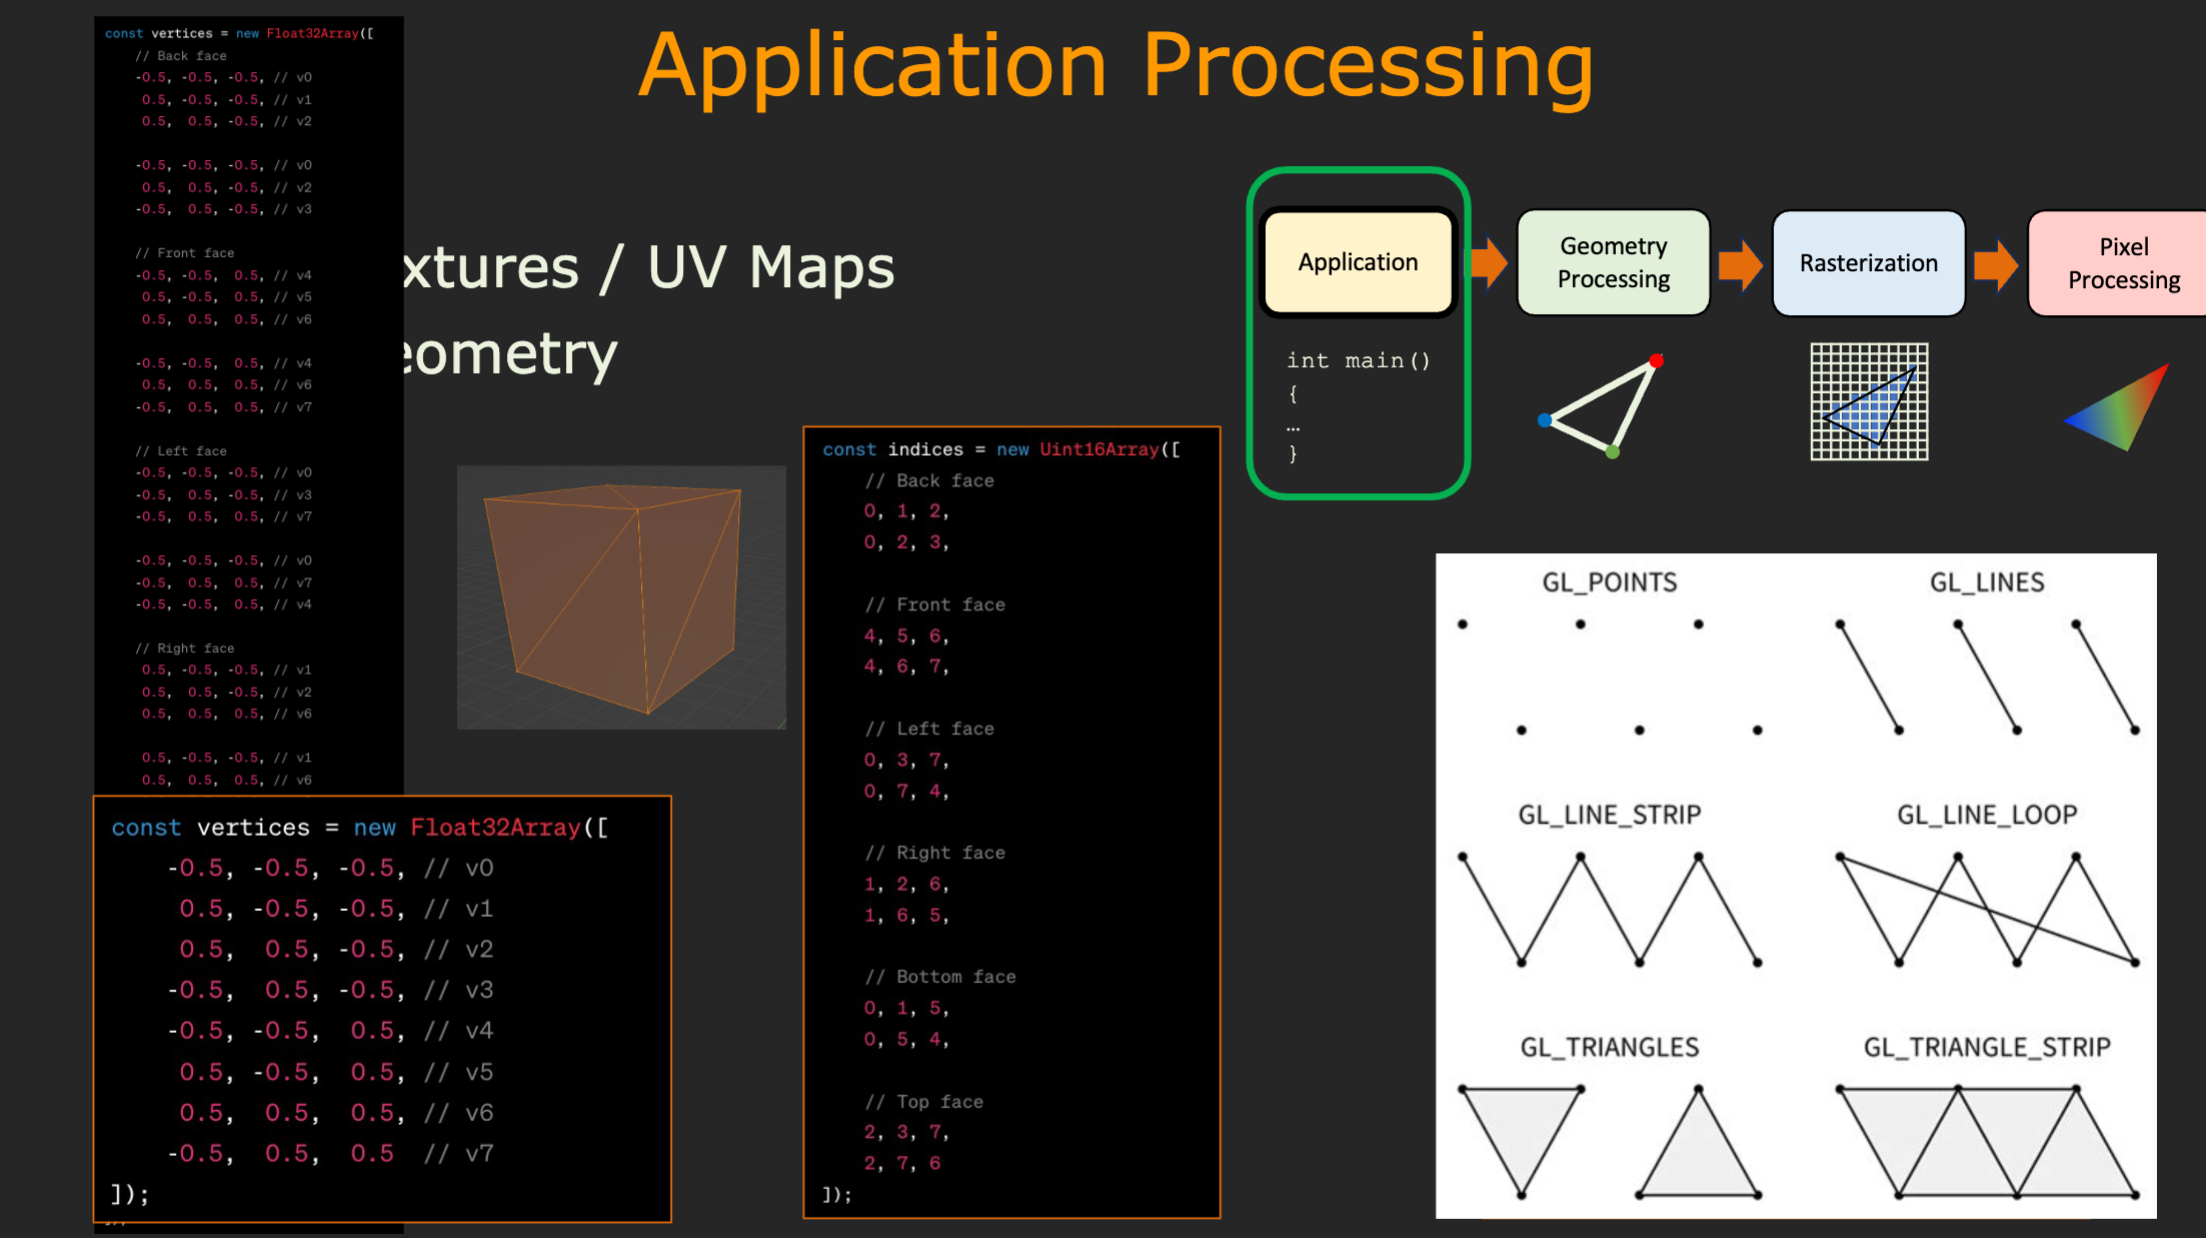 Application Processing
const vertices = new Float32Array([
// Back face
-0.5, -0.5, -0.5, // v0
0.5, -0.5, -0.5, // v1
0.5, 0.5, -0.5, // v2
-0.5, -0.5, -0.5, // v0
0.5, 0.5, -0.5, // v2
-0.5, 0.5, -0.5, // v3
// Front face
-0.5, -0.5, 0.5, // v4
0.5, -0.5, 0.5, // v5
0.5, 0.5, 0.5, // v6
-0.5, -0.5, 0.5, // v4
0.5, 0.5, 0.5, // v6
-0.5, 0.5, 0.5, // v7
// Left face
-0.5, -0.5, -0.5, // v0
-0.5, 0.5, -0.5, // v3
-0.5, 0.5, 0.5, // v7
-0.5, -0.5, -0.5, // v0
-0.5, 0.5, 0.5, // v7
-0.5, -0.5, 0.5, // v4
// Right face
0.5, -0.5, -0.5, // v1
0.5, 0.5, -0.5, // v2
0.5, 0.5, 0.5, // v6
0.5, -0.5, -0.5, // v1
0.5, 0.5, 0.5, // v6
xtures / UV Maps
eometry
const vertices = new Float32Array([
-0.5, -0.5, -0.5, // v0
0.5, -0.5, -0.5, // v1
0.5, 0.5, -0.5, // v2
-0.5, 0.5, -0.5, // v3
-0.5, -0.5, 0.5, // v4
0.5, -0.5, 0.5, // v5
0.5, 0.5, 0.5, // v6
-0.5, 0.5, 0.5 // v7
]);
const indices = new Uint16Array([
// Back face
0, 1, 2,
0, 2, 3,
// Front face
4, 5, 6,
4, 6, 7,
// Left face
0, 3, 7,
0, 7, 4,
// Right face
1, 2, 6,
1, 6, 5,
// Bottom face
0, 1, 5,
0, 5, 4,
// Top face
2, 3, 7,
2, 7, 6
]);
Application
Geometry
Processing
Rasterization
Pixel
Processing
int main()
{
…
}
GL_POINTS
GL_LINES
GL_LINE_STRIP
GL_LINE_LOOP
GL_TRIANGLES
GL_TRIANGLE_STRIP